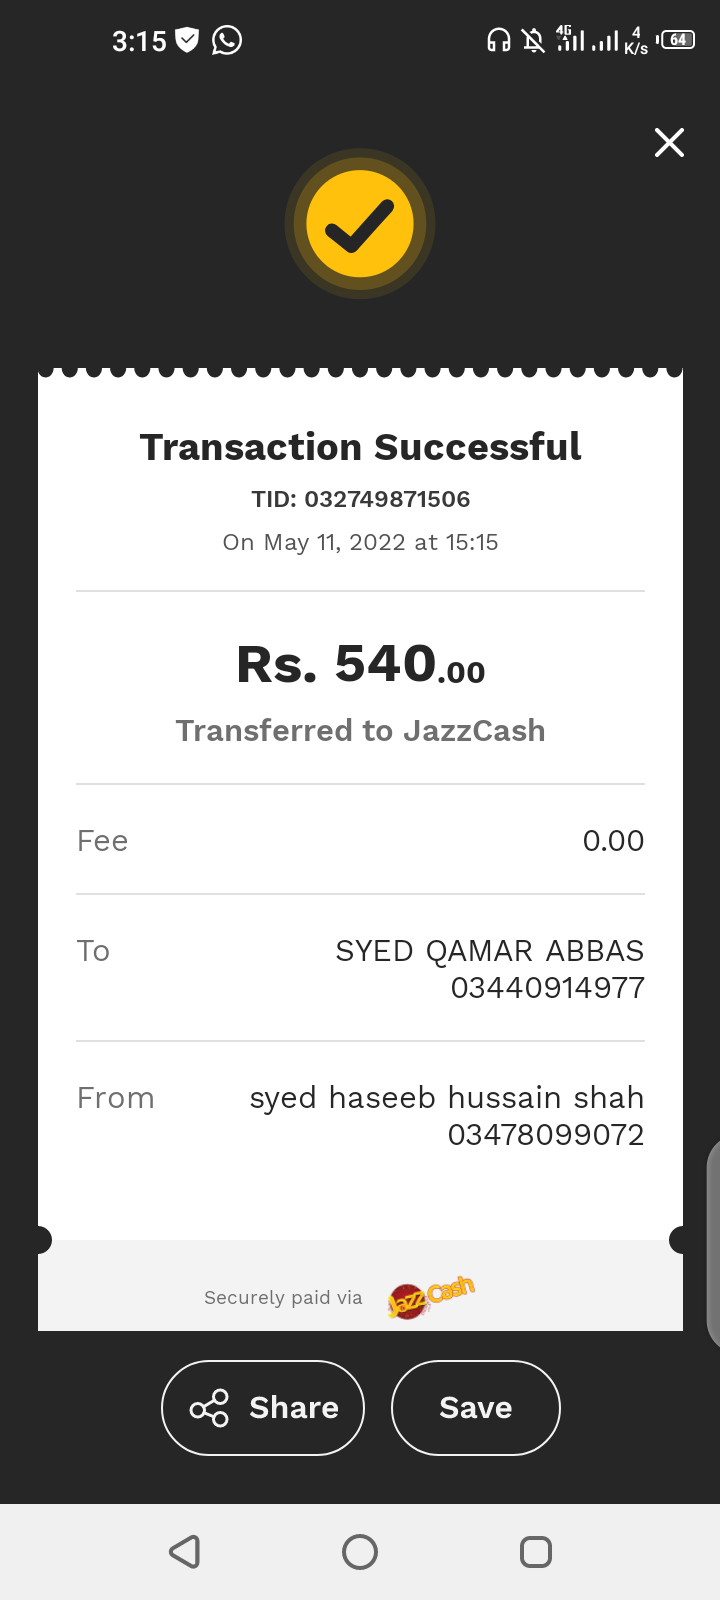 3:15
4G
4
K/s
64
Transaction Successful
TID: 032749871506
On May 11, 2022 at 15:15
Rs. 540.00
Transferred to JazzCash
Fee 0.00
To SYED QAMAR ABBAS
03440914977
From syed haseeb hussain shah
03478099072
Securely paid via JazzCash
Share Save